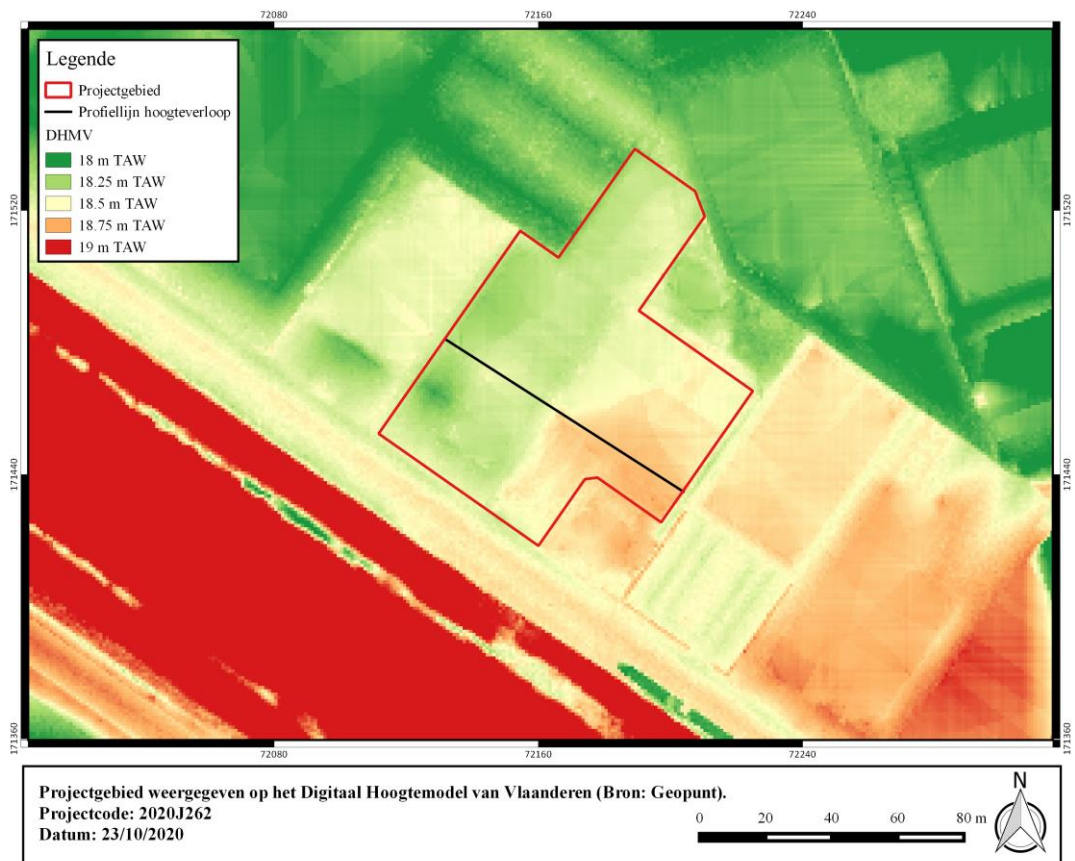 72080
72160
72240
Legende
Projectgebied
Profiellijn hoogteverloop
DHMV
18 m TAW
18.25 m TAW
18.5 m TAW
18.75 m TAW
19 m TAW
171520
171520
171440
171440
171360
171360
72080
72160
72240
Projectgebied weergegeven op het Digitaal Hoogtemodel van Vlaanderen (Bron: Geopunt).
Projectcode: 2020J262
Datum: 23/10/2020
0 20 40 60 80 m
N